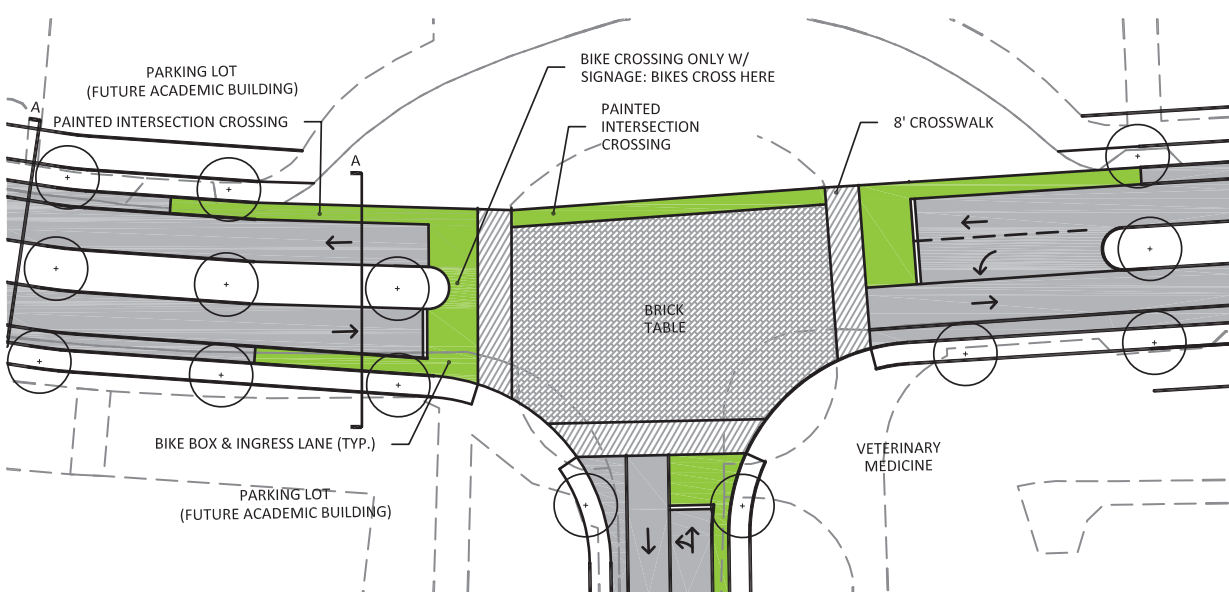 PARKING LOT
(FUTURE ACADEMIC BUILDING)
A
PAINTED INTERSECTION CROSSING
A
BIKE CROSSING ONLY W/
SIGNAGE: BIKES CROSS HERE
PAINTED
INTERSECTION
CROSSING
8' CROSSWALK
BRICK
TABLE
BIKE BOX & INGRESS LANE (TYP.)
VETERINARY
MEDICINE
PARKING LOT
(FUTURE ACADEMIC BUILDING)